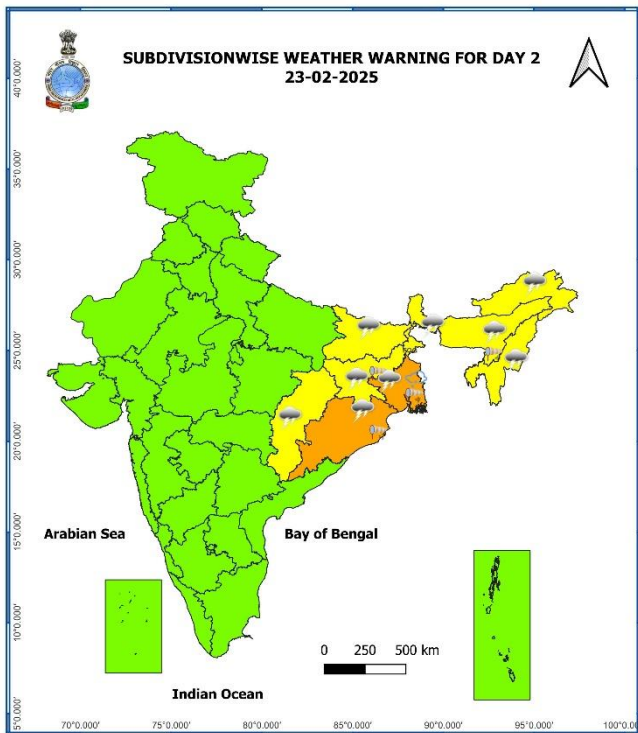 SUBDIVISIONWISE WEATHER WARNING FOR DAY 2
23-02-2025
40°0.000'
35°0.000'
30°0.000'
25°0.000'
20°0.000'
15°0.000'
10°0.000'
5°0.000'
Arabian Sea
Bay of Bengal
0 250 500 km
Indian Ocean
70°0.000' 75°0.000' 80°0.000' 85°0.000' 90°0.000' 95°0.000' 100°0.000